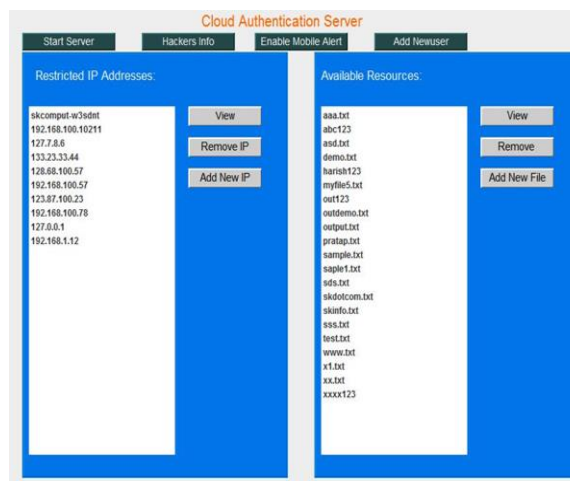 Cloud Authentication Server
Start Server
Hackers Info
Enable Mobile Alert
Add Newuser
Restricted IP Addresses:
skcomput-w3sdnt
192.168.100.10211
127.7.8.6
133.23.33.44
128.68.100.57
192.168.100.57
123.87.100.23
192.168.100.78
127.0.0.1
192.168.1.12
View
Remove IP
Add New IP
Available Resources:
aaa.txt
abc123
asd.txt
demo.txt
harish123
myfile5.txt
out123
outdemo.txt
output.txt
pratap.txt
sample.txt
saple1.txt
sds.txt
skdotcom.txt
skinfo.txt
sss.txt
test.txt
www.txt
x1.txt
xx.txt
xxxx123
View
Remove
Add New File